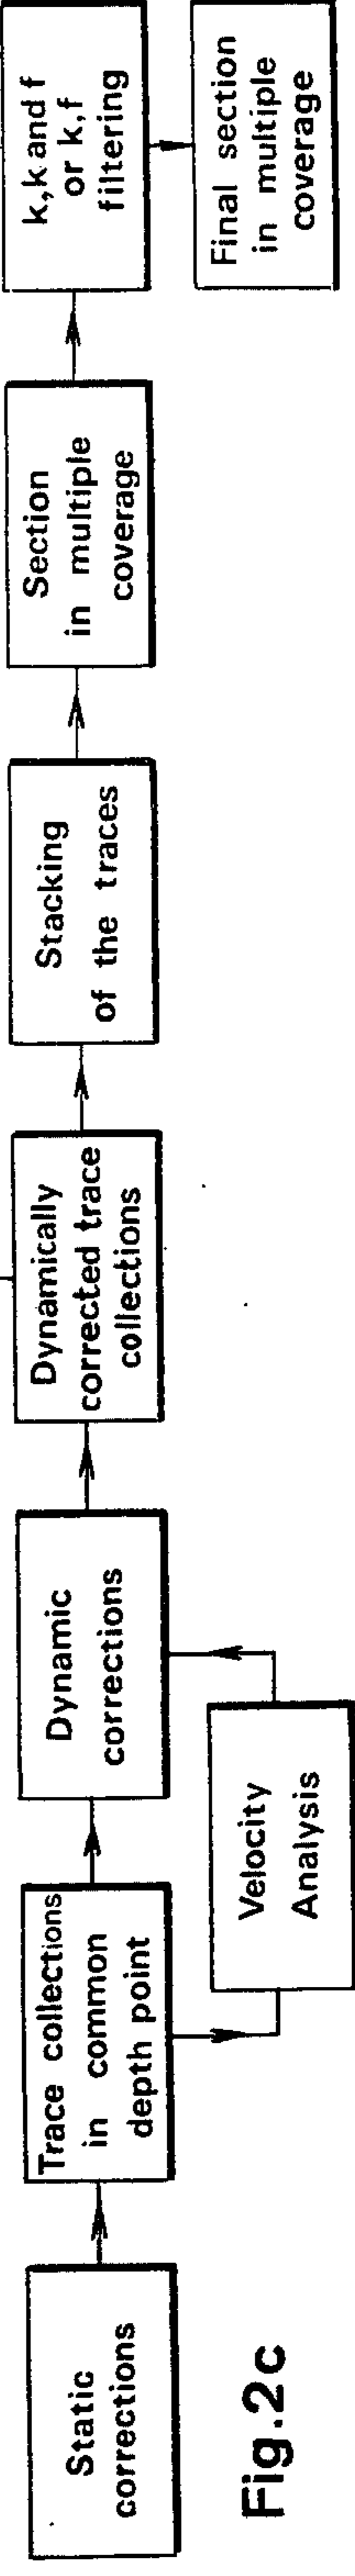 Static
corrections
Trace collections
in common
depth point
Velocity
Analysis
Dynamic
corrections
Dynamically
corrected trace
collections
Stacking
of the traces
Section
in multiple
coverage
k,k and f
or k,f
filtering
Final section
in multiple
coverage
Fig.2c